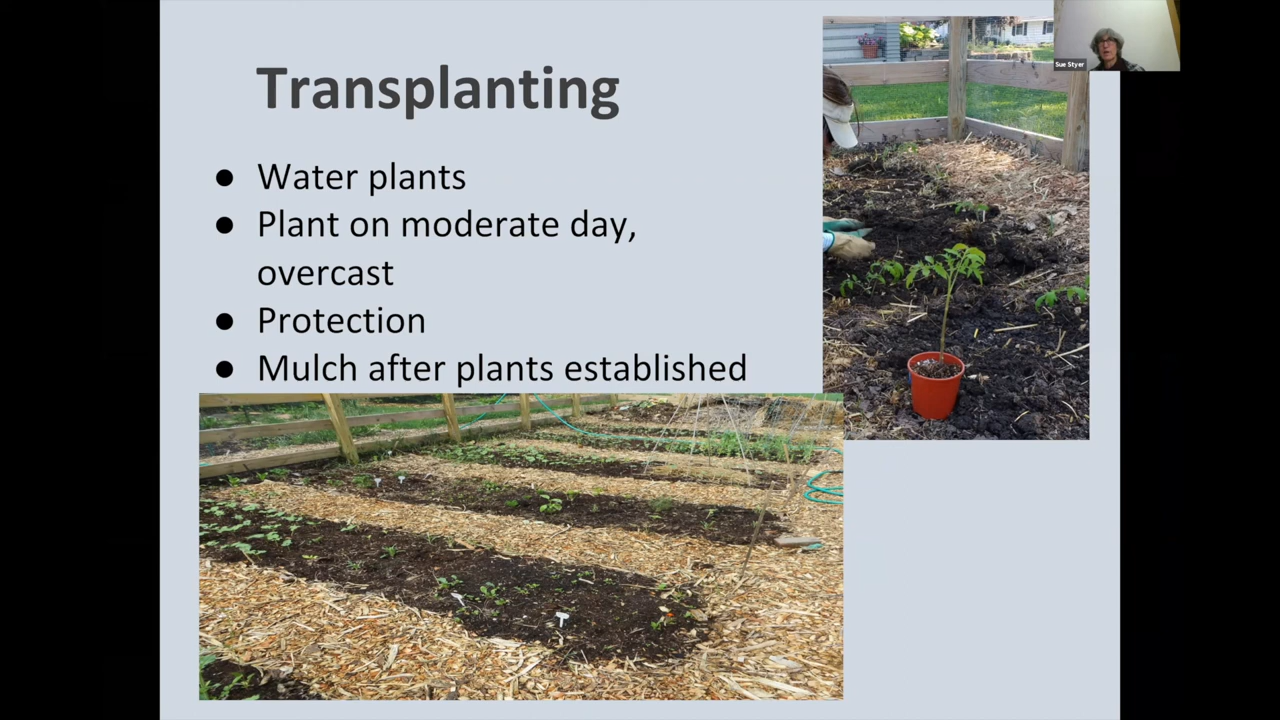 Transplanting
Sue Styer
● Water plants
● Plant on moderate day,
overcast
● Protection
● Mulch after plants established